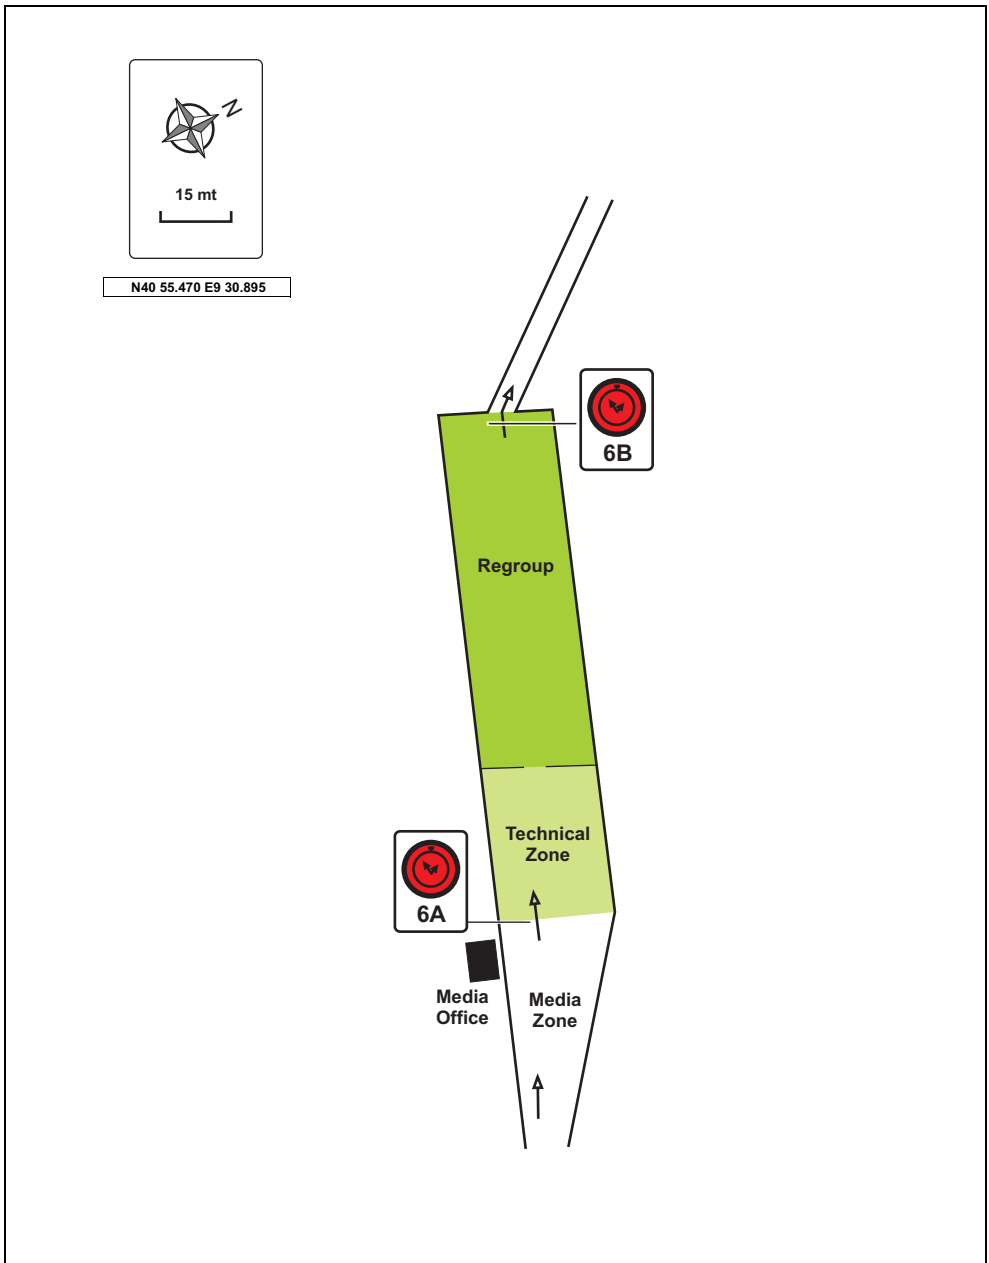 N
15 mt
N40 55.470 E9 30.895
6B
Regroup
Technical
Zone
6A
Media
Office
Media
Zone